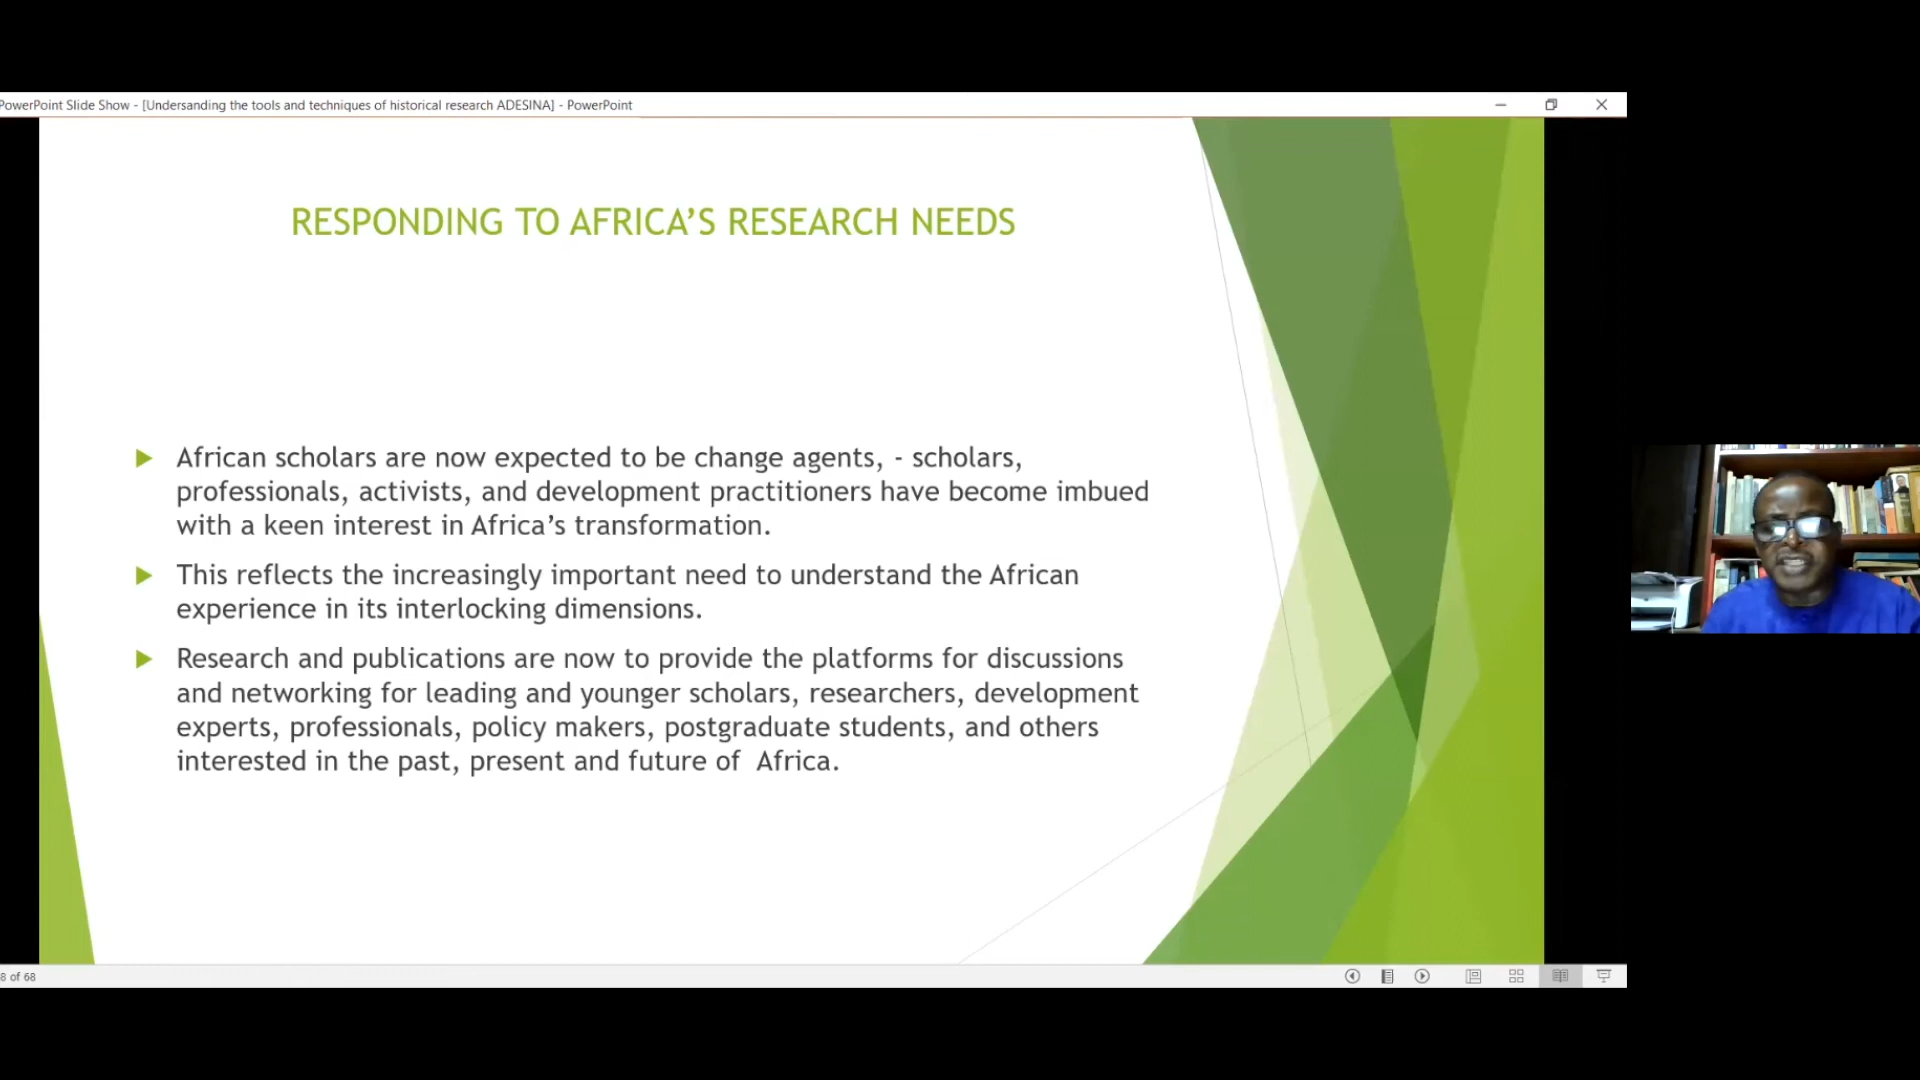 PowerPoint Slide Show - [Undersanding the tools and techniques of historical research ADESINA] - PowerPoint
RESPONDING TO AFRICA’S RESEARCH NEEDS
African scholars are now expected to be change agents, - scholars,
professionals, activists, and development practitioners have become imbued
with a keen interest in Africa’s transformation.
This reflects the increasingly important need to understand the African
experience in its interlocking dimensions.
Research and publications are now to provide the platforms for discussions
and networking for leading and younger scholars, researchers, development
experts, professionals, policy makers, postgraduate students, and others
interested in the past, present and future of Africa.
8 of 68